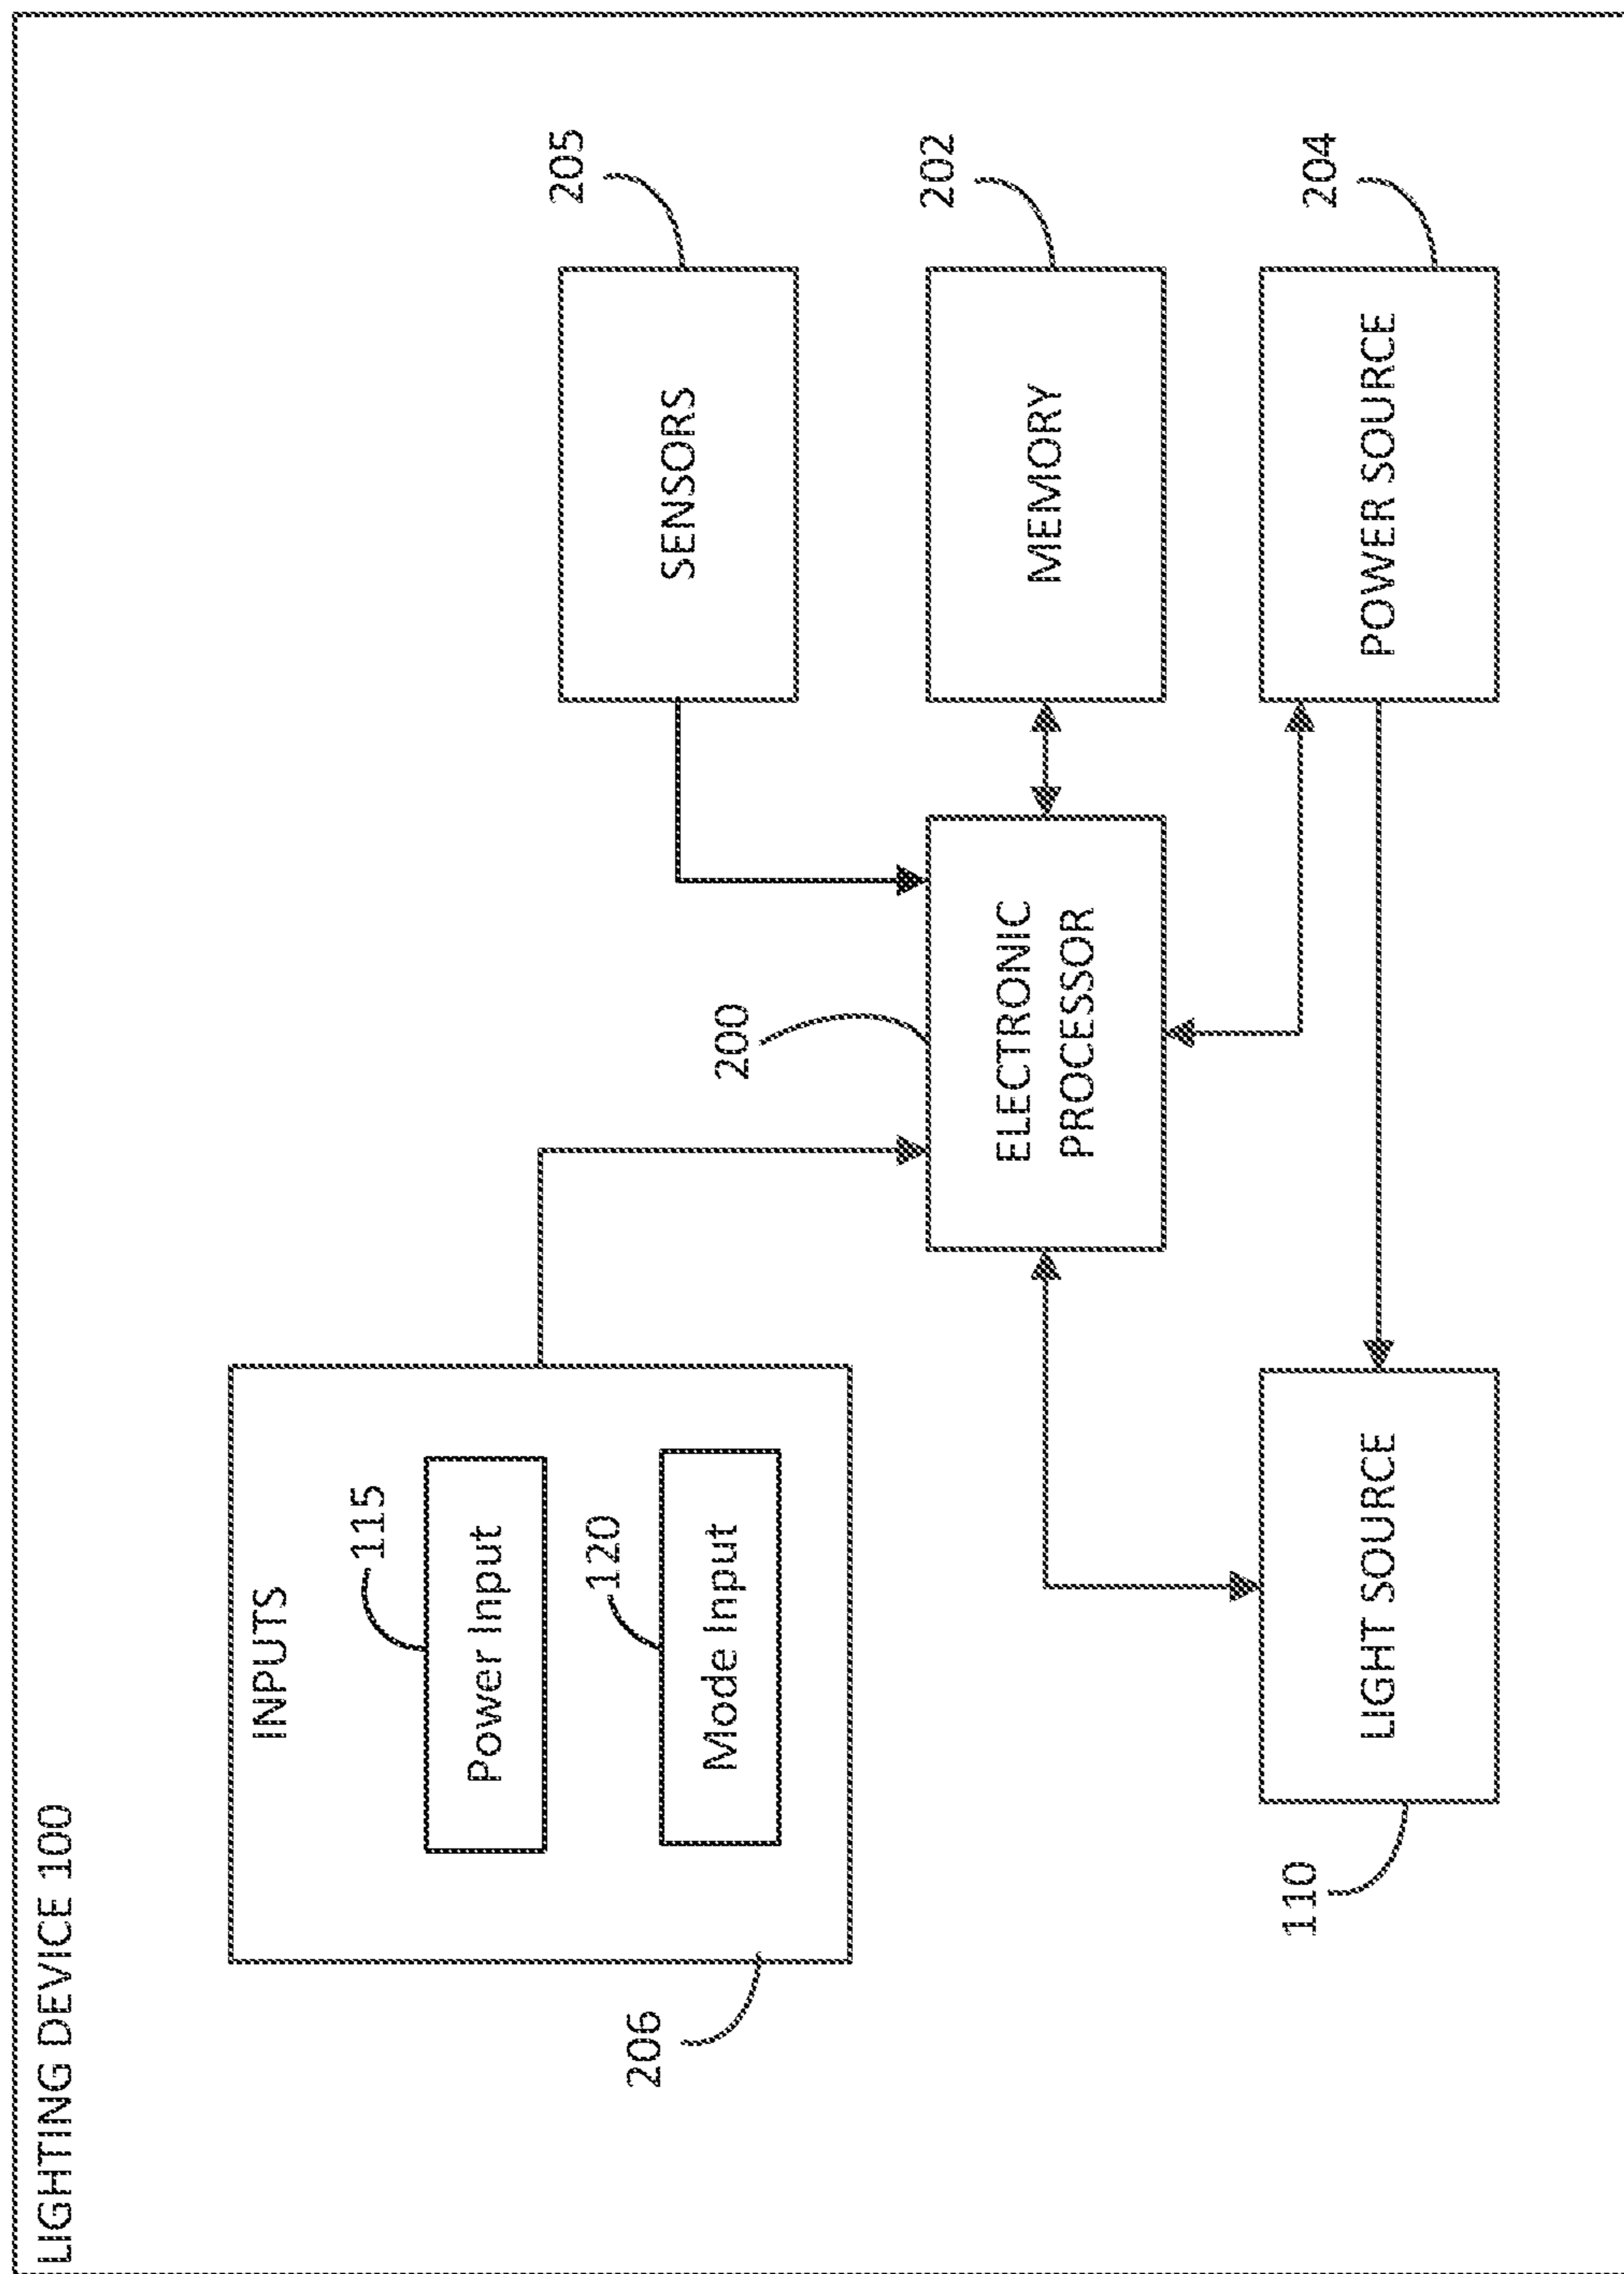 LIGHTING DEVICE 100
INPUTS
115
Power Input
120
Mode Input
206
205
SENSORS
200
ELECTRONIC
PROCESSOR
202
MEMORY
110
LIGHT SOURCE
204
POWER SOURCE